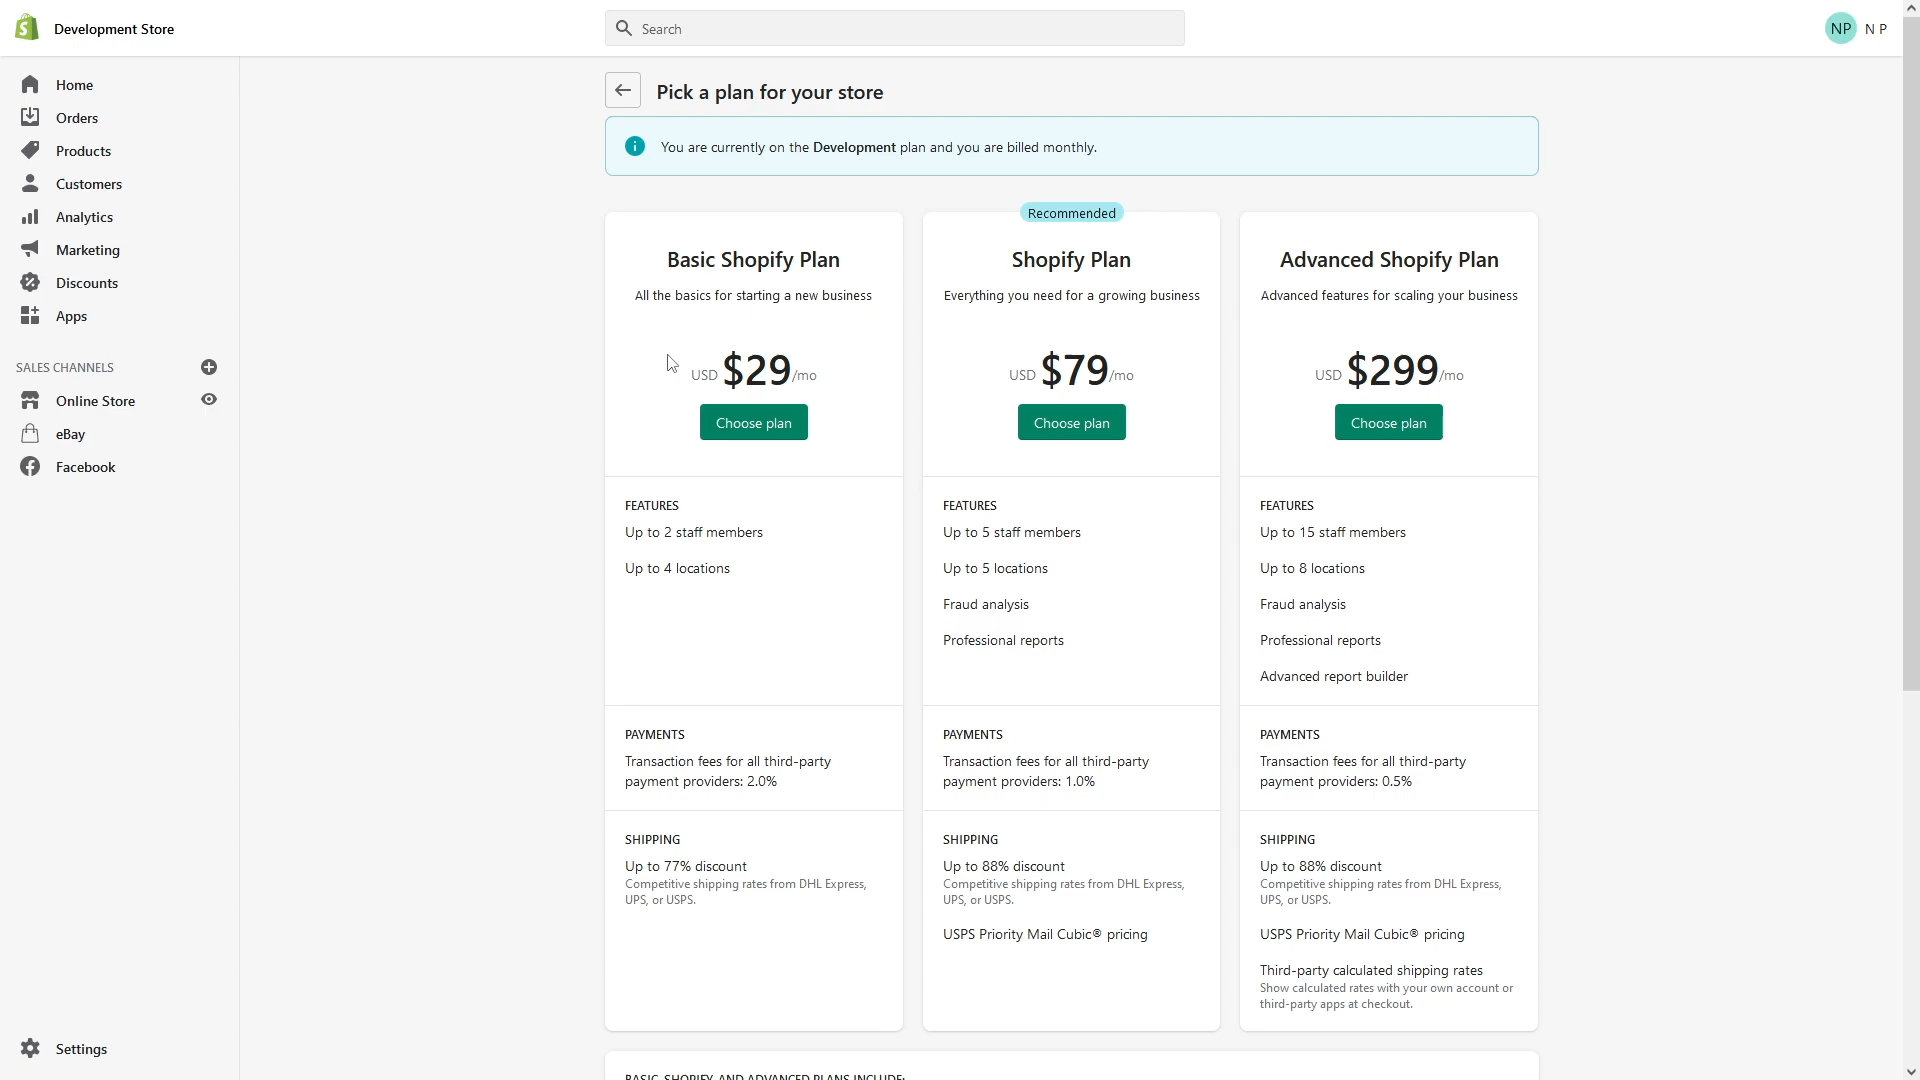 Development Store
Search
NP
N P
Home
Orders
Products
Customers
Analytics
Marketing
Discounts
Apps
SALES CHANNELS
Online Store
eBay
Facebook
Settings
Pick a plan for your store
You are currently on the Development plan and you are billed monthly.
Basic Shopify Plan
All the basics for starting a new business
USD $29/mo
Choose plan
FEATURES
Up to 2 staff members
Up to 4 locations
PAYMENTS
Transaction fees for all third-party
payment providers: 2.0%
SHIPPING
Up to 77% discount
Competitive shipping rates from DHL Express,
UPS, or USPS.
Recommended
Shopify Plan
Everything you need for a growing business
USD $79/mo
Choose plan
FEATURES
Up to 5 staff members
Up to 5 locations
Fraud analysis
Professional reports
PAYMENTS
Transaction fees for all third-party
payment providers: 1.0%
SHIPPING
Up to 88% discount
Competitive shipping rates from DHL Express,
UPS, or USPS.
USPS Priority Mail Cubic® pricing
Advanced Shopify Plan
Advanced features for scaling your business
USD $299/mo
Choose plan
FEATURES
Up to 15 staff members
Up to 8 locations
Fraud analysis
Professional reports
Advanced report builder
PAYMENTS
Transaction fees for all third-party
payment providers: 0.5%
SHIPPING
Up to 88% discount
Competitive shipping rates from DHL Express,
UPS, or USPS.
USPS Priority Mail Cubic® pricing
Third-party calculated shipping rates
Show calculated rates with your own account or
third-party apps at checkout.
BASIC, SHOPIFY, AND ADVANCED PLANS INCLUDE: